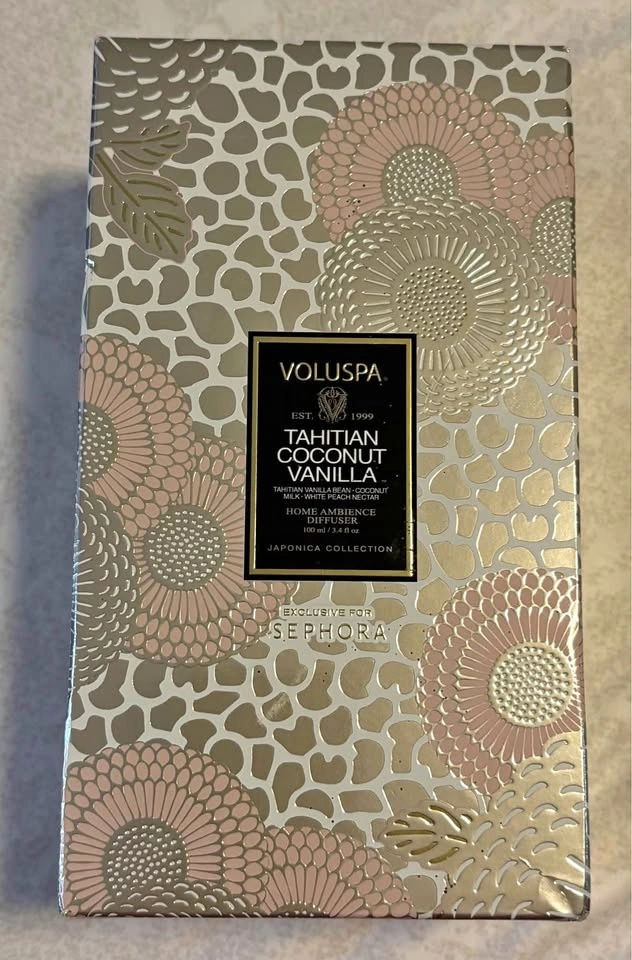 VOLUSPA
EST. 1999
TAHITIAN
COCONUT
VANILLA™
TAHITIAN VANILLA BEAN • COCONUT
MILK • WHITE PEACH NECTAR
HOME AMBIENCE
DIFFUSER
100 ml / 3.4 fl oz
JAPONICA COLLECTION
EXCLUSIVE FOR
SEPHORA